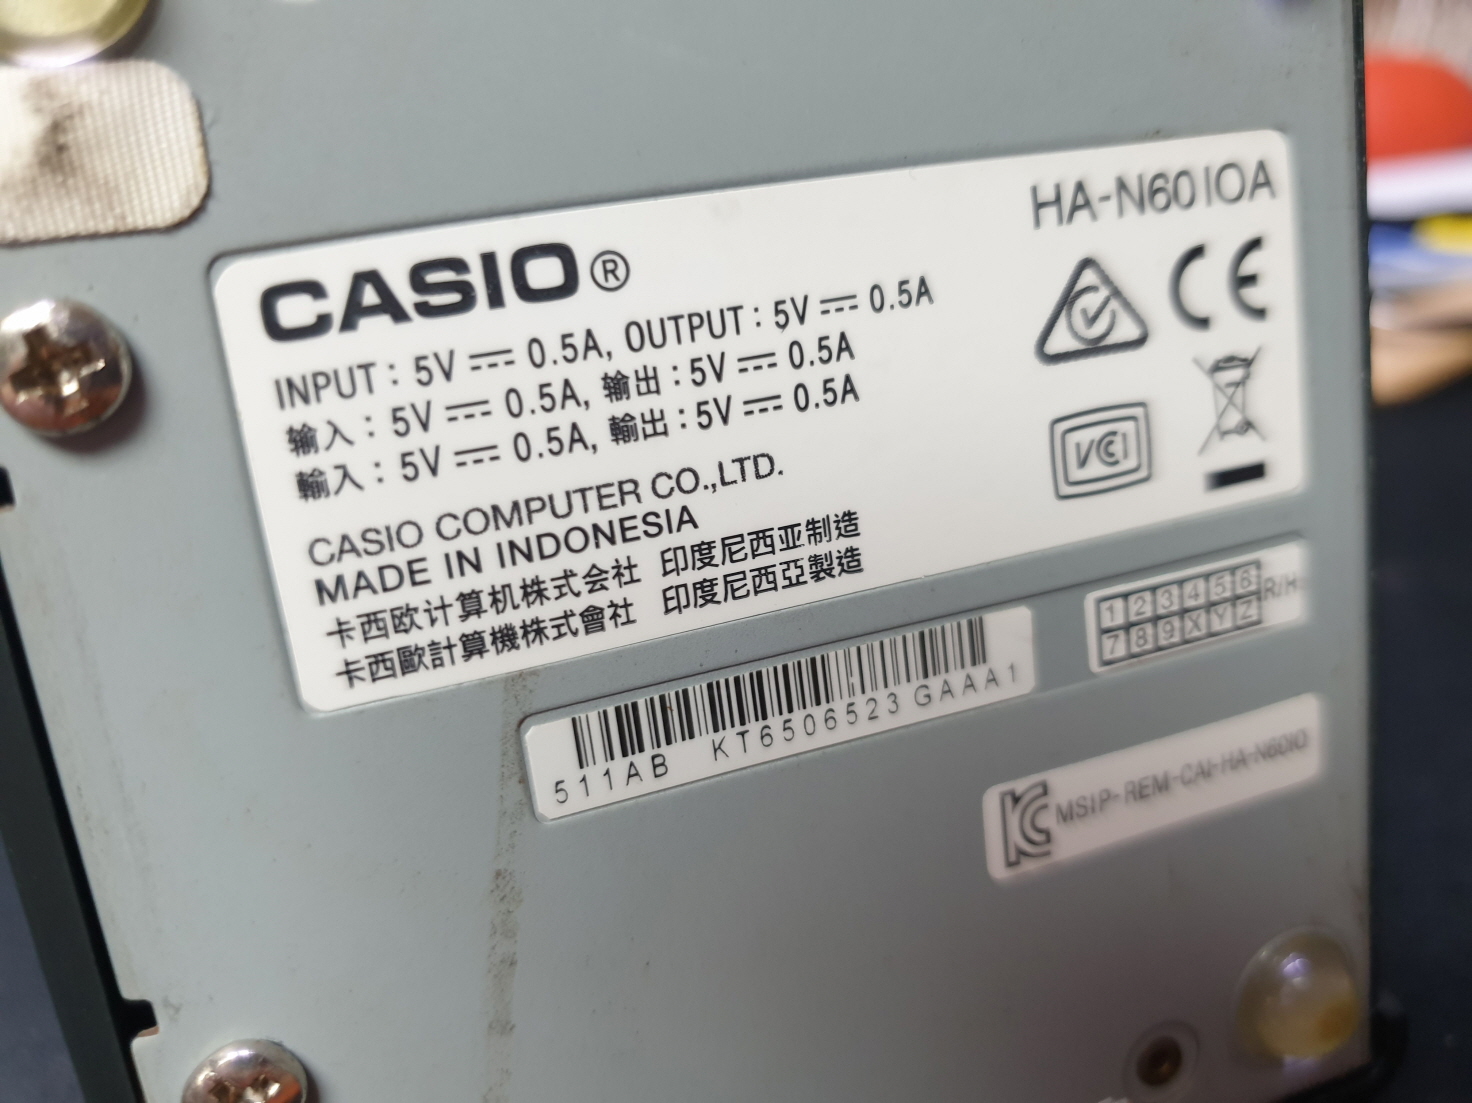 HA-N60IOA
CASIO®
INPUT : 5V ⎓ 0.5A, OUTPUT : 5V ⎓ 0.5A
输入 : 5V ⎓ 0.5A, 输出 : 5V ⎓ 0.5A
輸入 : 5V ⎓ 0.5A, 輸出 : 5V ⎓ 0.5A
CE
VCI
CASIO COMPUTER CO.,LTD.
MADE IN INDONESIA
卡西欧计算机株式会社 印度尼西亚制造
卡西歐計算機株式會社 印度尼西亞製造
1 2 3 4 5 6 R/H
7 8 9 X Y Z
511AB KT6506523 GAAA1
MSIP-REM-CAI-HA-N60IO